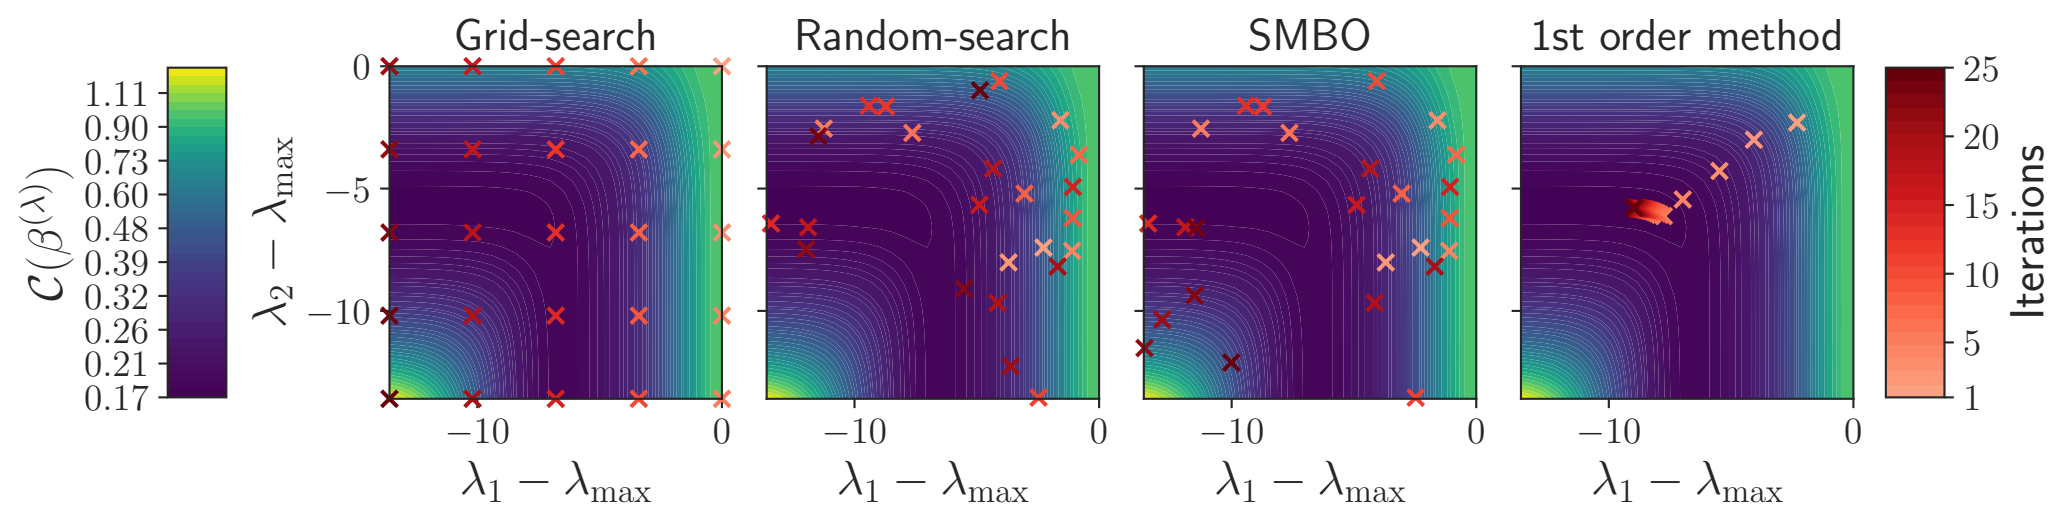 Grid-search
Random-search
SMBO
1st order method
1.11
0.90
0.73
0.60
0.48
0.39
0.32
0.26
0.21
0.17
𝒞(β^(λ))
0
−5
−10
λ₂ − λ_max
−10 0
λ₁ − λ_max
−10 0
λ₁ − λ_max
−10 0
λ₁ − λ_max
−10 0
λ₁ − λ_max
25
20
15
10
5
1
Iterations